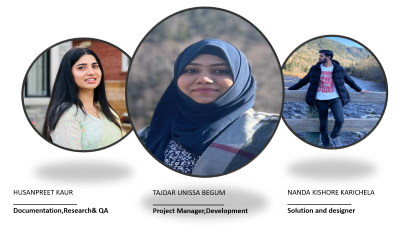 HUSANPREET KAUR
Documentation,Research& QA
TAJDAR UNISSA BEGUM
Project Manager,Development
NANDA KISHORE KARICHELA
Solution and designer